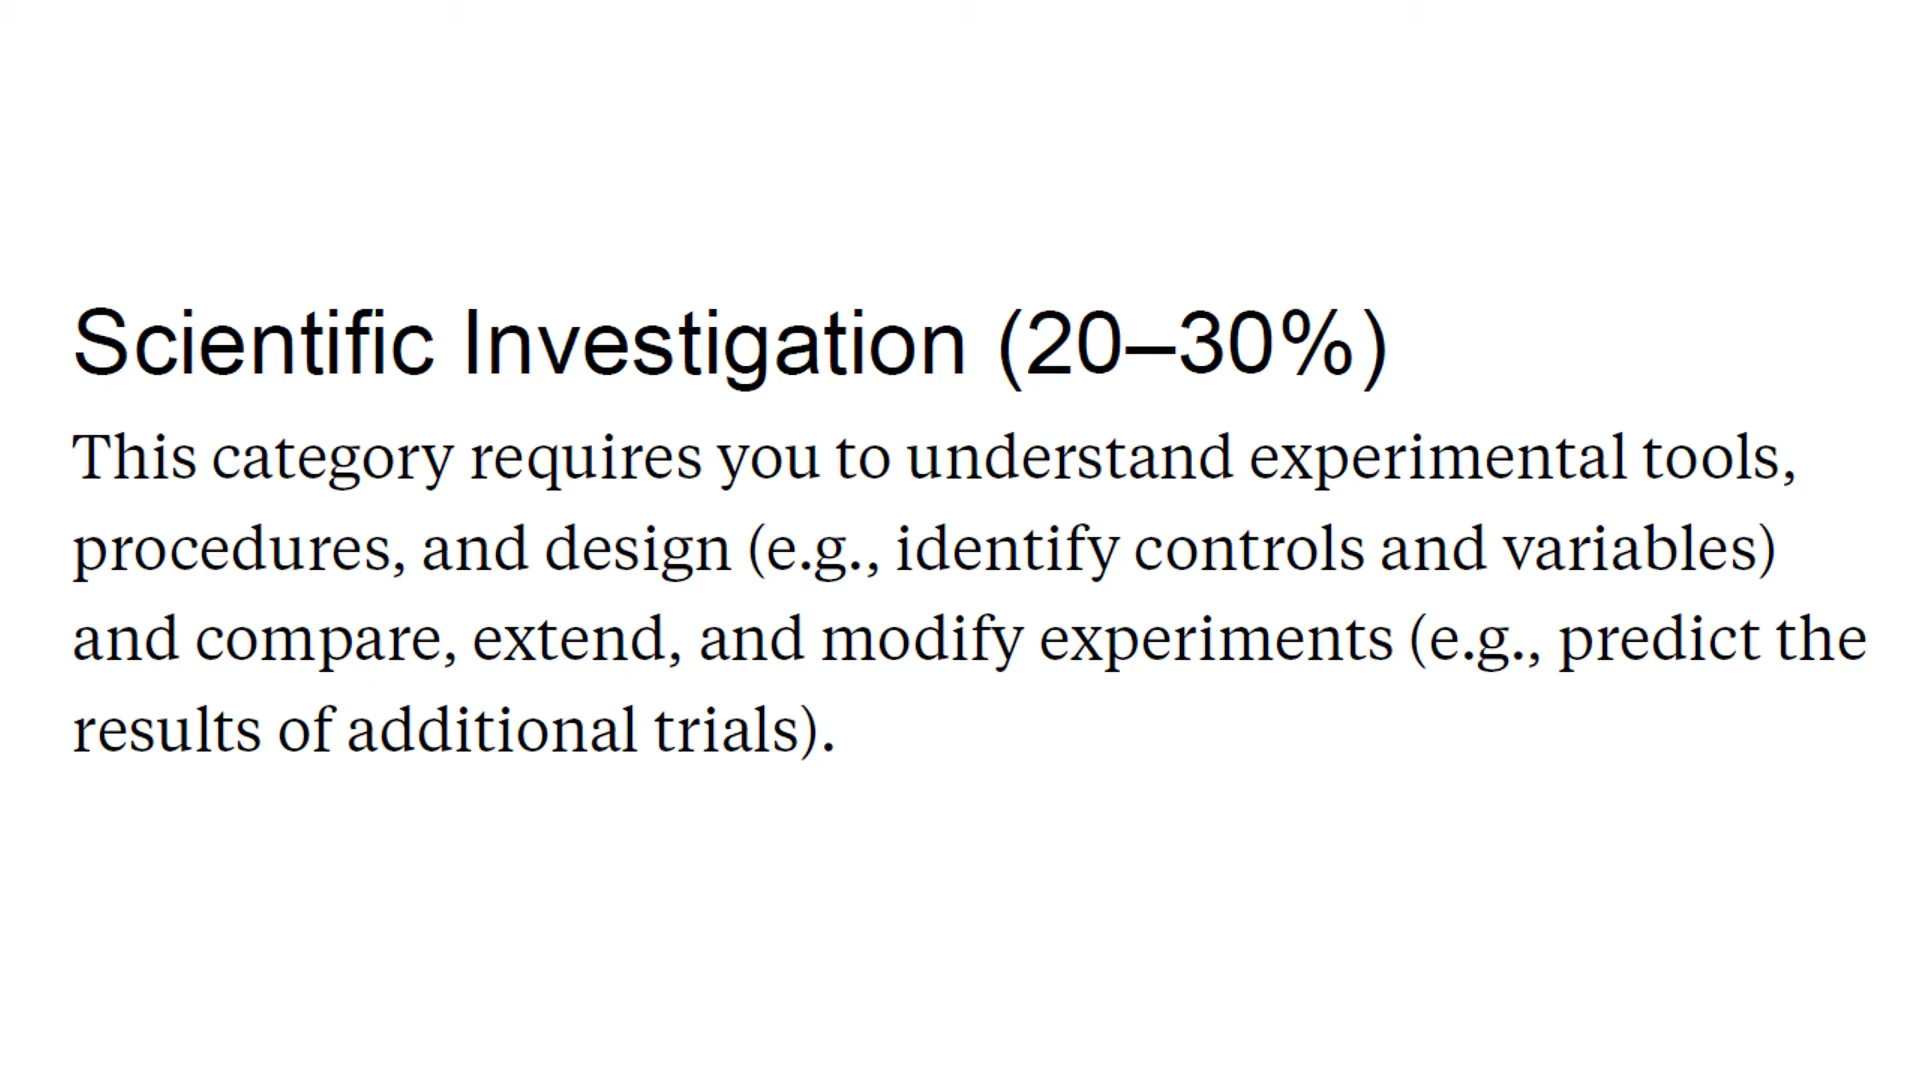 Scientific Investigation (20–30%)
This category requires you to understand experimental tools,
procedures, and design (e.g., identify controls and variables)
and compare, extend, and modify experiments (e.g., predict the
results of additional trials).